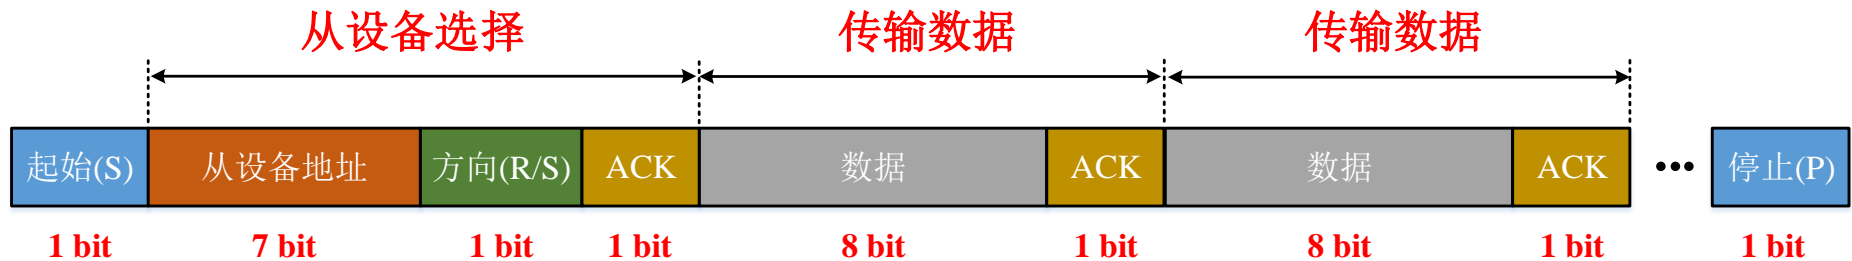 从设备选择 传输数据 传输数据
起始(S) 从设备地址 方向(R/S) ACK 数据 ACK 数据 ACK ••• 停止(P)
1 bit 7 bit 1 bit 1 bit 8 bit 1 bit 8 bit 1 bit 1 bit